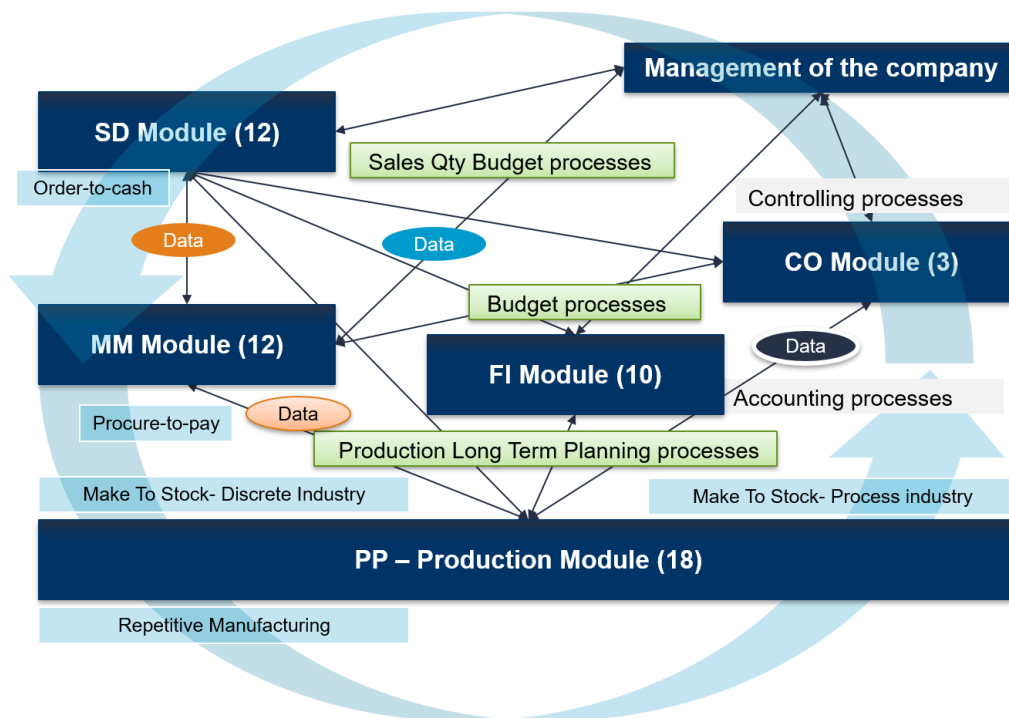 Management of the company
SD Module (12)
Sales Qty Budget processes
Order-to-cash
Controlling processes
Data
Data
CO Module (3)
Budget processes
MM Module (12)
Data
FI Module (10)
Accounting processes
Data
Procure-to-pay
Production Long Term Planning processes
Make To Stock- Discrete Industry
Make To Stock- Process industry
PP – Production Module (18)
Repetitive Manufacturing